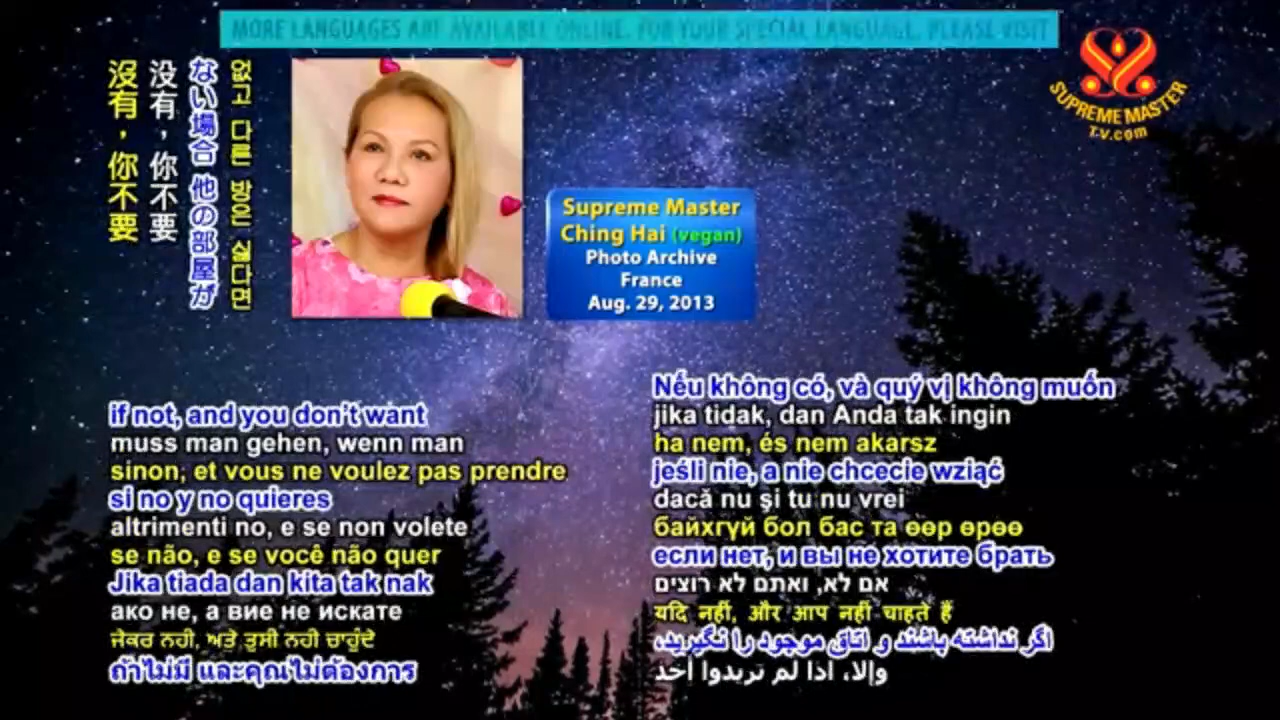 MORE LANGUAGES ARE AVAILABLE ONLINE. FOR YOUR SPECIAL LANGUAGE, PLEASE VISIT
SUPREME MASTER
TV.com
沒有，你不要
没有，你不要
ない場合 他の部屋が
없고 다른 방은 싫다면
Supreme Master
Ching Hai (vegan)
Photo Archive
France
Aug. 29, 2013
if not, and you don't want
muss man gehen, wenn man
sinon, et vous ne voulez pas prendre
si no y no quieres
altrimenti no, e se non volete
se não, e se você não quer
Jika tiada dan kita tak nak
ако не, а вие не искате
ਜੇਕਰ ਨਹੀ, ਅਤੇ ਤੁਸੀ ਨਹੀ ਚਾਹੁੰਦੇ
ถ้าไม่มี และคุณไม่ต้องการ
Nếu không có, và quý vị không muốn
jika tidak, dan Anda tak ingin
ha nem, és nem akarsz
jeśli nie, a nie chcecie wziąć
dacă nu şi tu nu vrei
байхгүй бол бас та өөр өрөө
если нет, и вы не хотите брать
אם לא, ואתם לא רוצים
यदि नहीं, और आप नहीं चाहते हैं
اگر نداشته باشند و اتاق موجود را نگیرید،
وإلا، اذا لم تريدوا أخذ